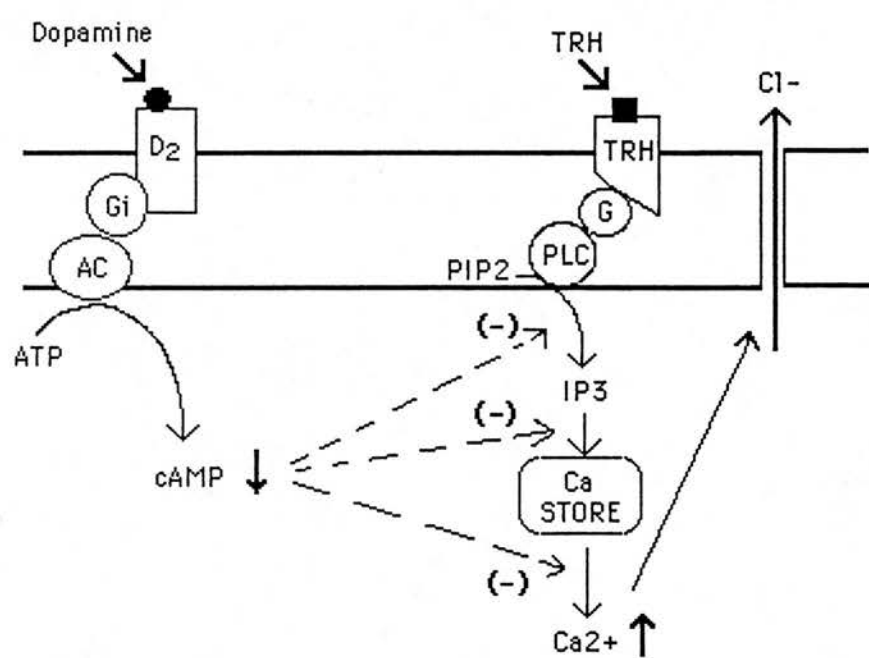 Dopamine
TRH
Cl-
D2
TRH
Gi
G
AC
PLC
PIP2
ATP
(-)
IP3
(-)
cAMP
Ca
STORE
(-)
Ca2+